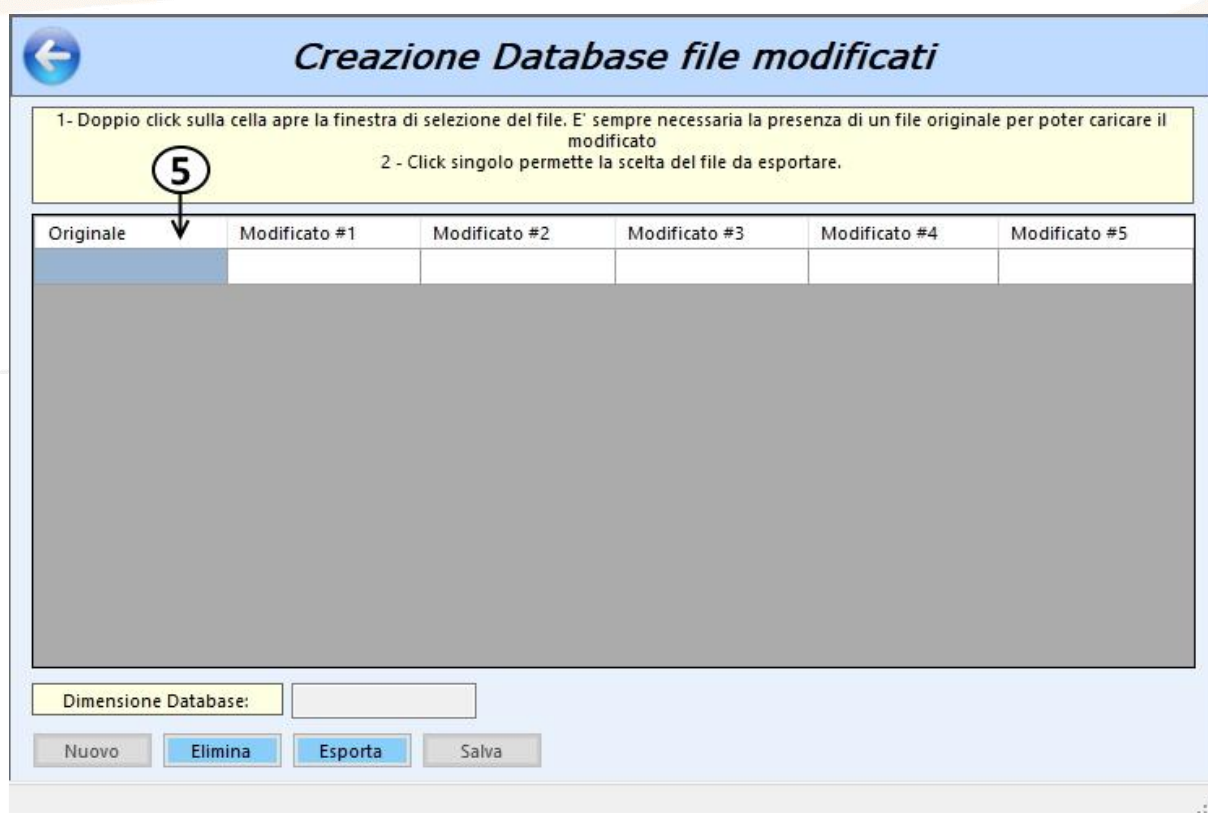 Creazione Database file modificati
1- Doppio click sulla cella apre la finestra di selezione del file. E' sempre necessaria la presenza di un file originale per poter caricare il
modificato
2 - Click singolo permette la scelta del file da esportare.
5
Originale Modificato #1 Modificato #2 Modificato #3 Modificato #4 Modificato #5
Dimensione Database:
Nuovo Elimina Esporta Salva